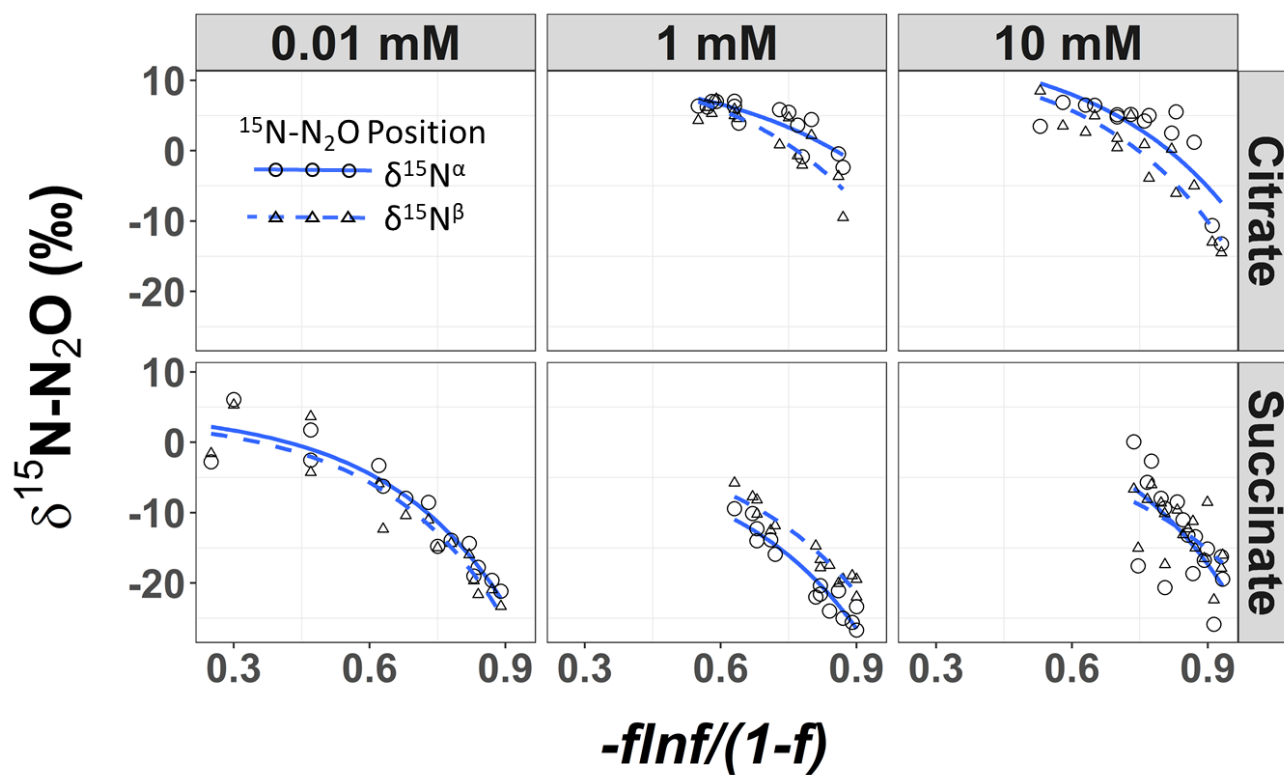 0.01 mM
1 mM
10 mM
Citrate
Succinate
δ ¹⁵N-N₂O (‰)
10
0
-10
-20
10
0
-10
-20
¹⁵N-N₂O Position
δ¹⁵Nᵅ
δ¹⁵Nᵝ
0.3 0.6 0.9
0.3 0.6 0.9
0.3 0.6 0.9
-flnf/(1-f)